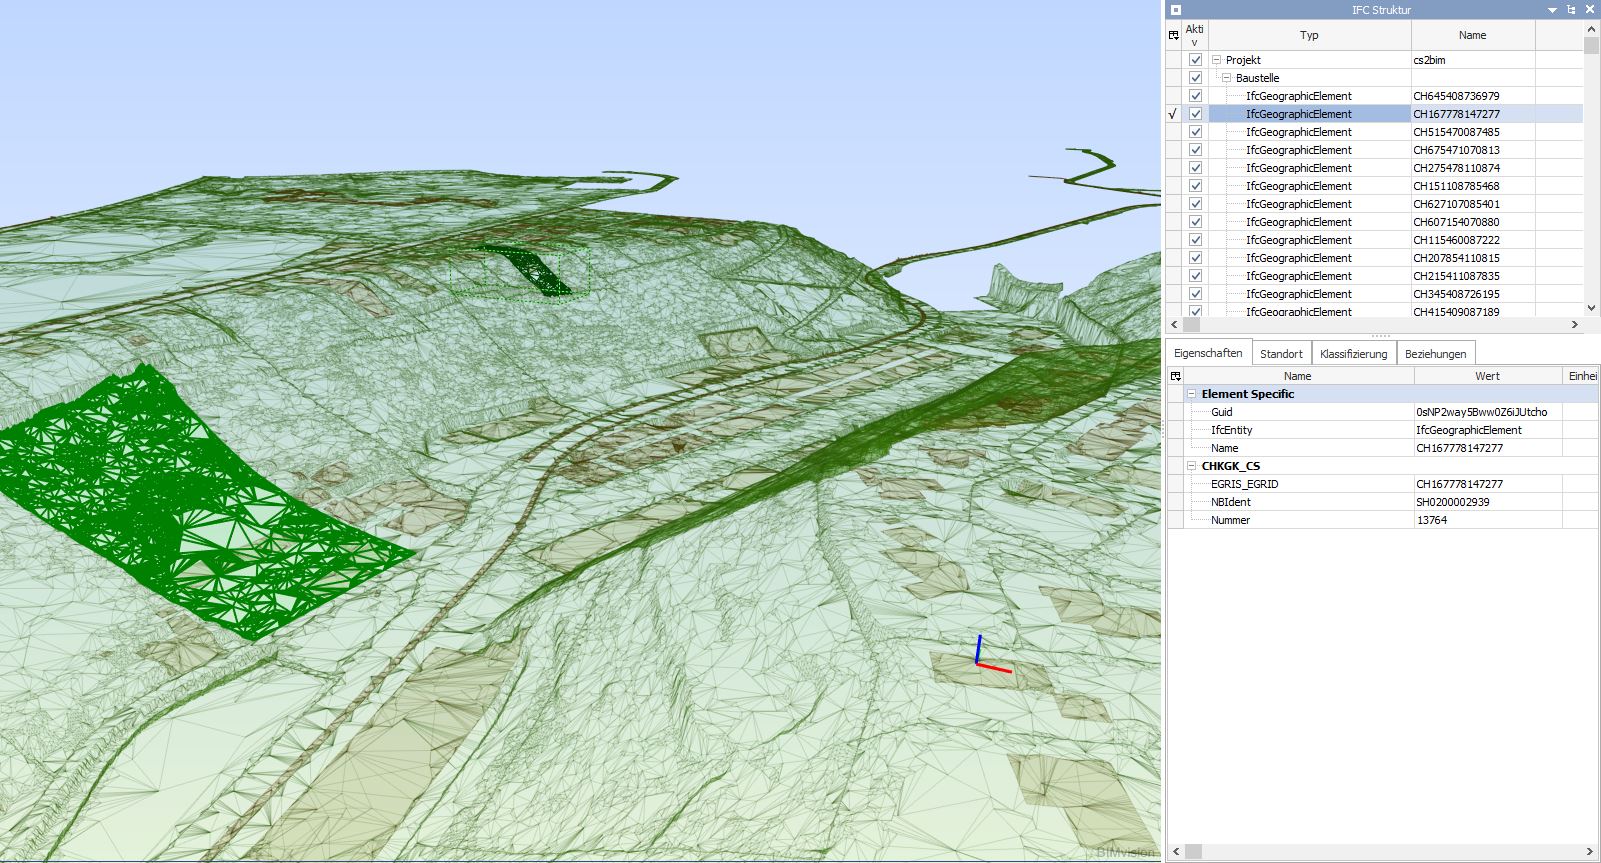 IFC Struktur
Akti
v
Typ Name
Projekt cs2bim
Baustelle
IfcGeographicElement CH645408736979
√ IfcGeographicElement CH167778147277
IfcGeographicElement CH515470087485
IfcGeographicElement CH675471070813
IfcGeographicElement CH275478110874
IfcGeographicElement CH151108785468
IfcGeographicElement CH627107085401
IfcGeographicElement CH607154070880
IfcGeographicElement CH115460087222
IfcGeographicElement CH207854110815
IfcGeographicElement CH215411087835
IfcGeographicElement CH345408726195
IfcGeographicElement CH415409087189
Eigenschaften Standort Klassifizierung Beziehungen
Name Wert Einhei
Element Specific
Guid 0sNP2way5Bww0Z6iJUtcho
IfcEntity IfcGeographicElement
Name CH167778147277
CHKGK_CS
EGRIS_EGRID CH167778147277
NBIdent SH0200002939
Nummer 13764
BIMvision